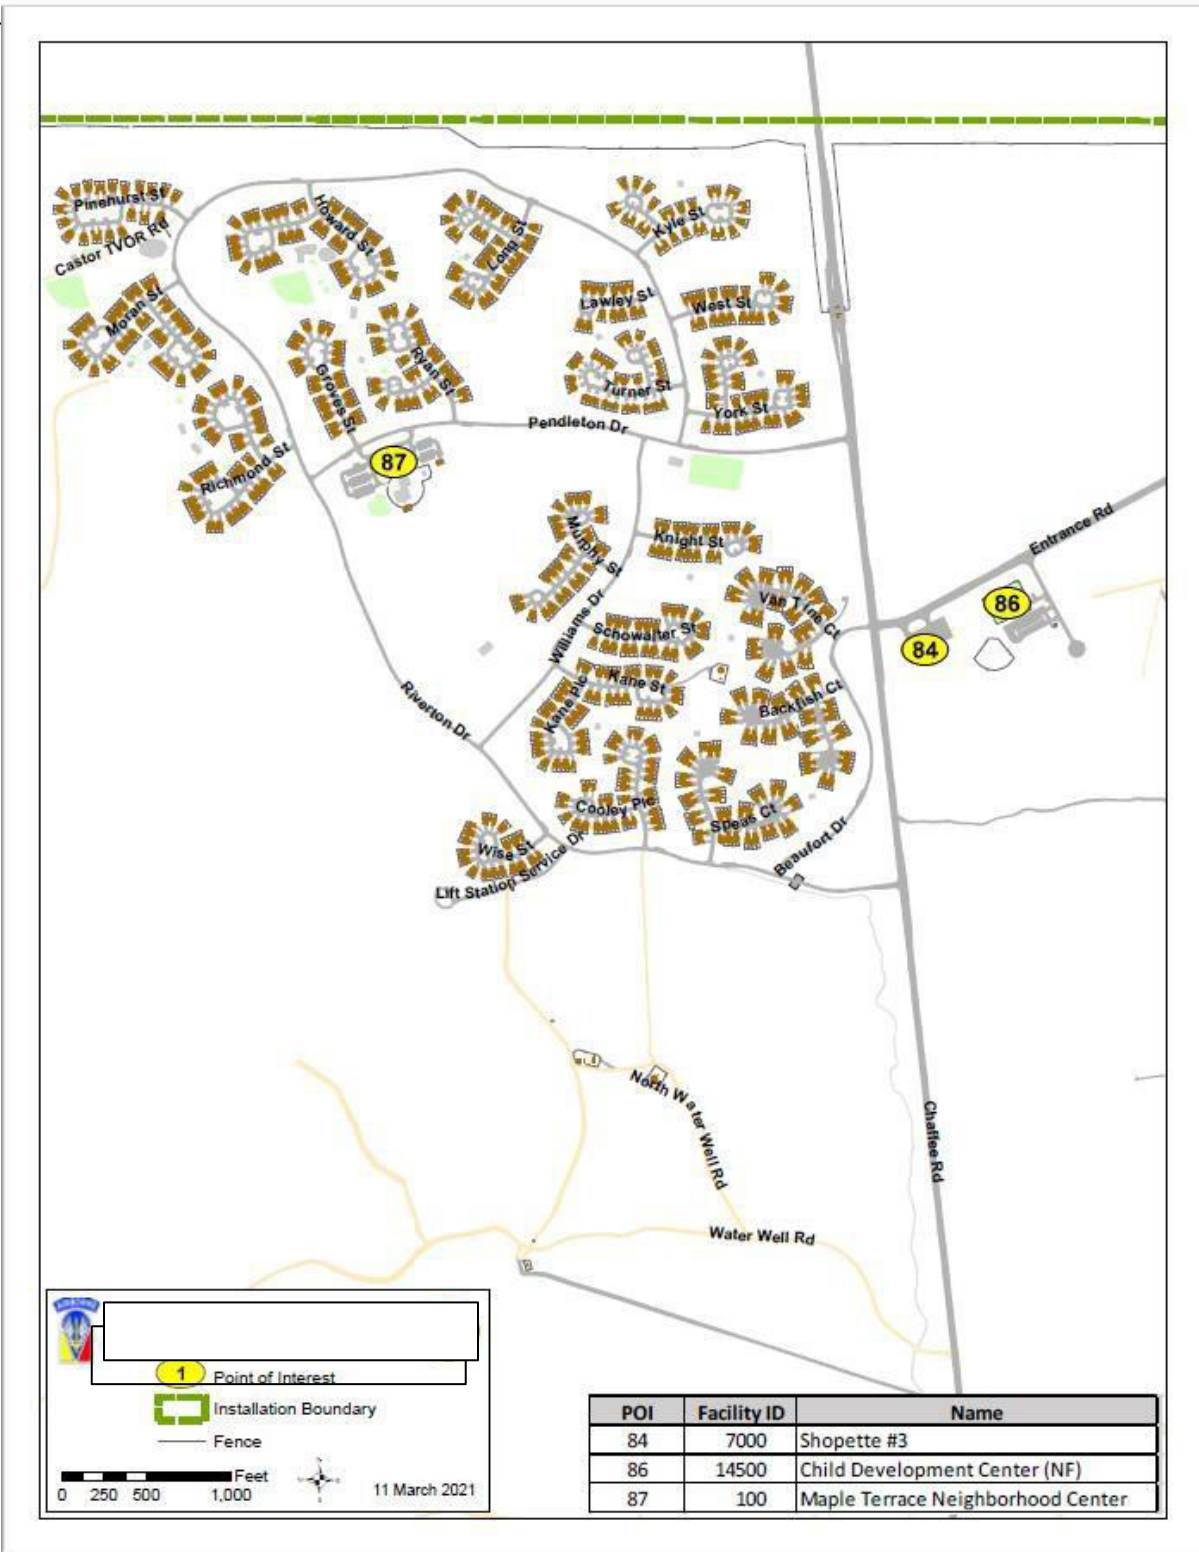 Pinehurst St
Castor TVOR Rd
Howard St
Long St
Kyle St
Moran St
Lawley St
West St
Groves St
Ryan St
Turner St
York St
Pendleton Dr
87
Richmond St
Entrance Rd
Murphy St
Knight St
Van Tine Ct
86
Williams Dr
Schowalter St
84
Kane St
Kane Plc
Backfish Ct
Riverton Dr
Cooley Plc
Speas Ct
Wise St
Beaufort Dr
Lift Station Service Dr
North Water Well Rd
Chaffee Rd
Water Well Rd
AIRBORNE
1 Point of Interest
Installation Boundary
Fence
Feet
0 250 500 1,000
11 March 2021
POI Facility ID Name
84 7000 Shopette #3
86 14500 Child Development Center (NF)
87 100 Maple Terrace Neighborhood Center